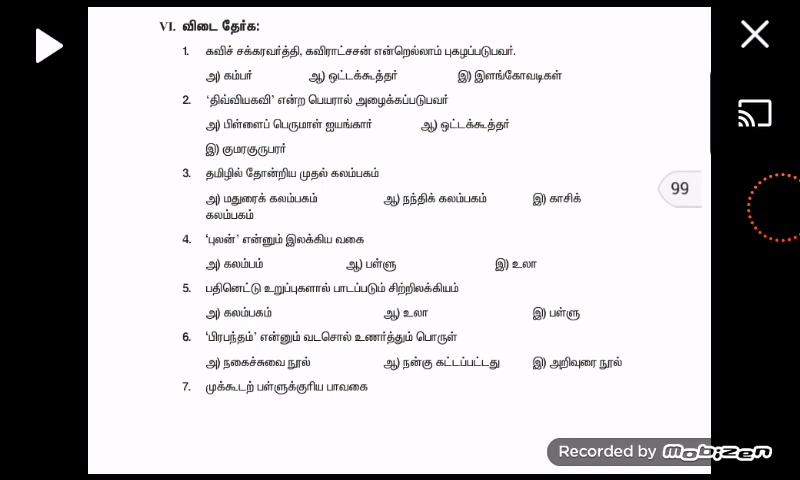 VI. விடை தேர்க:
1. கவிச் சக்கரவர்த்தி, கவிராட்சசன் என்றெல்லாம் புகழப்படுபவர்.
அ) கம்பர் ஆ) ஒட்டக்கூத்தர் இ) இளங்கோவடிகள்
2. ‘திவ்வியகவி’ என்ற பெயரால் அழைக்கப்படுபவர்
அ) பிள்ளைப் பெருமாள் ஐயங்கார் ஆ) ஒட்டக்கூத்தர்
இ) குமரகுருபரர்
3. தமிழில் தோன்றிய முதல் கலம்பகம்
அ) மதுரைக் கலம்பகம் ஆ) நந்திக் கலம்பகம் இ) காசிக்
கலம்பகம்
99
4. ‘புலன்’ என்னும் இலக்கிய வகை
அ) கலம்பம் ஆ) பள்ளு இ) உலா
5. பதினெட்டு உறுப்புகளால் பாடப்படும் சிற்றிலக்கியம்
அ) கலம்பகம் ஆ) உலா இ) பள்ளு
6. ‘பிரபந்தம்’ என்னும் வடசொல் உணர்த்தும் பொருள்
அ) நகைச்சுவை நூல் ஆ) நன்கு கட்டப்பட்டது இ) அறிவுரை நூல்
7. முக்கூடற் பள்ளுக்குரிய பாவகை
Recorded by mobizen